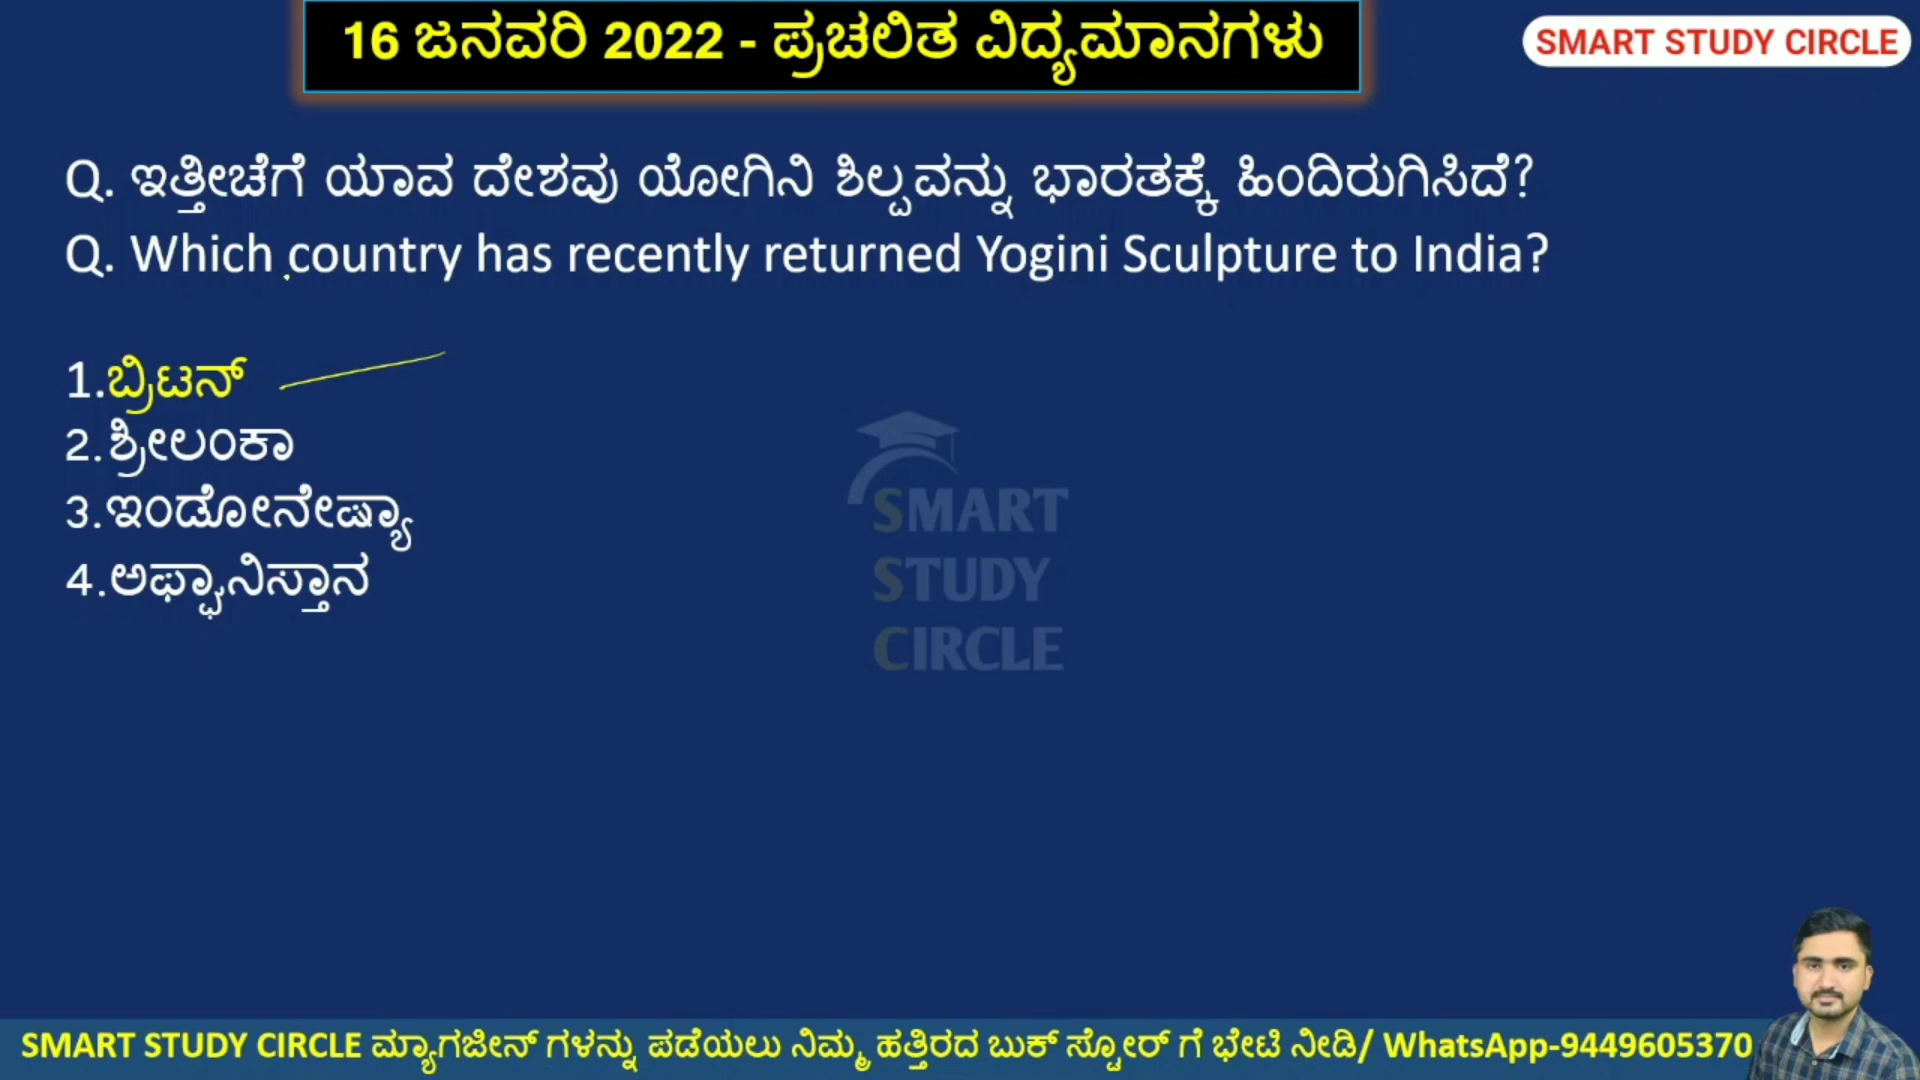 16 ಜನವರಿ 2022 - ಪ್ರಚಲಿತ ವಿದ್ಯಮಾನಗಳು
SMART STUDY CIRCLE
Q. ಇತ್ತೀಚೆಗೆ ಯಾವ ದೇಶವು ಯೋಗಿನಿ ಶಿಲ್ಪವನ್ನು ಭಾರತಕ್ಕೆ ಹಿಂದಿರುಗಿಸಿದೆ?
Q. Which country has recently returned Yogini Sculpture to India?
1.ಬ್ರಿಟನ್
2.ಶ್ರೀಲಂಕಾ
3.ಇಂಡೋನೇಷ್ಯಾ
4.ಅಫ್ಘಾನಿಸ್ತಾನ
SMART
STUDY
CIRCLE
SMART STUDY CIRCLE ಮ್ಯಾಗಜೀನ್ ಗಳನ್ನು ಪಡೆಯಲು ನಿಮ್ಮ ಹತ್ತಿರದ ಬುಕ್ ಸ್ಟೋರ್ ಗೆ ಭೇಟಿ ನೀಡಿ/ WhatsApp-9449605370